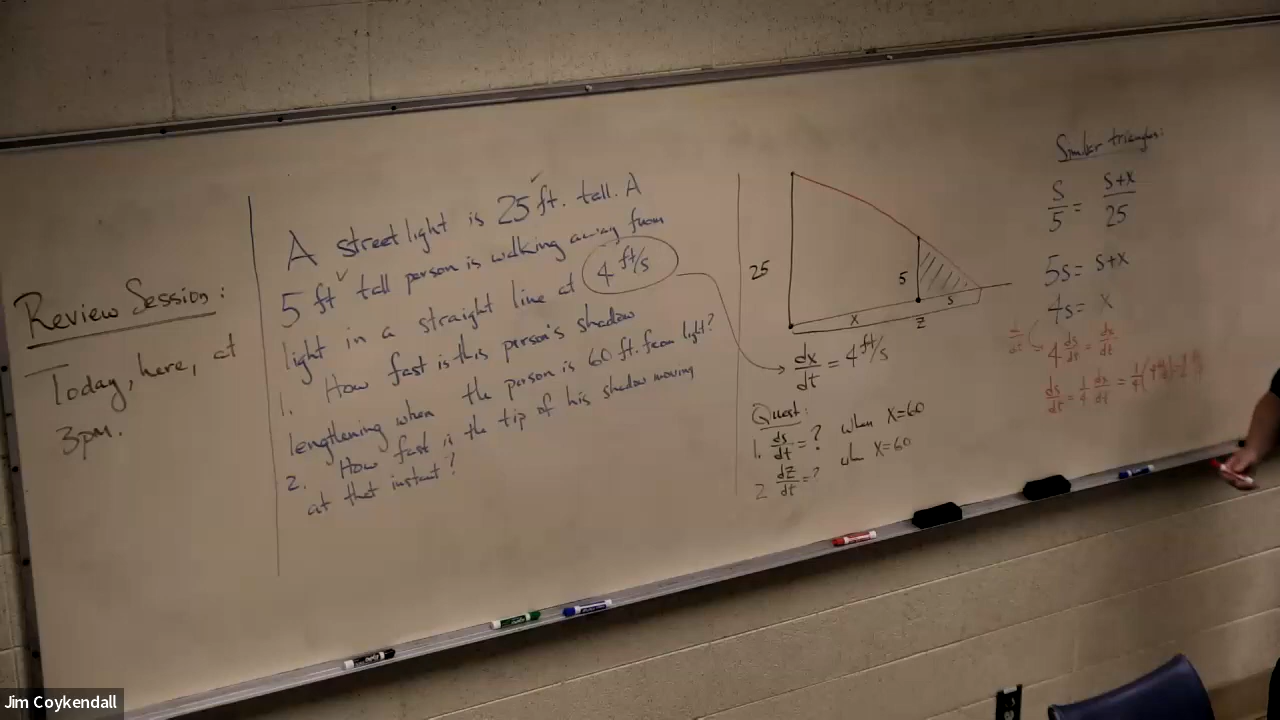 Review Session:
Today, here, at
3pm.
A streetlight is 25 ft. tall. A
5 ft tall person is walking away from
light in a straight line at 4 ft/s
1. How fast is this person's shadow
lengthening when the person is 60 ft. from light?
2. How fast is the tip of his shadow moving
at that instant?
25
5
s
x
z
dx/dt = 4 ft/s
Quest:
1. ds/dt = ? when x=60
2 dz/dt = ? when x=60
Similar triangles:
s/5 = s+x/25
5s = s+x
4s = x
4 ds/dt = dx/dt
ds/dt = 1/4 dx/dt = 1/4
Jim Coykendall